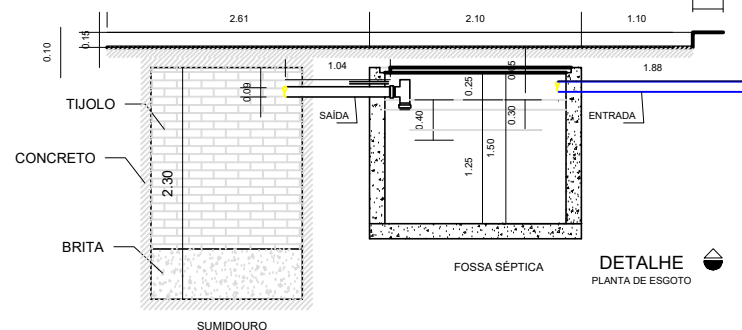 2.61
2.10
1.10
0.10
0.15
1.04
0.05
1.88
0.09
0.25
TIJOLO
SAÍDA
0.40
0.30
ENTRADA
CONCRETO
2.30
1.25
1.50
BRITA
FOSSA SÉPTICA
DETALHE
PLANTA DE ESGOTO
SUMIDOURO